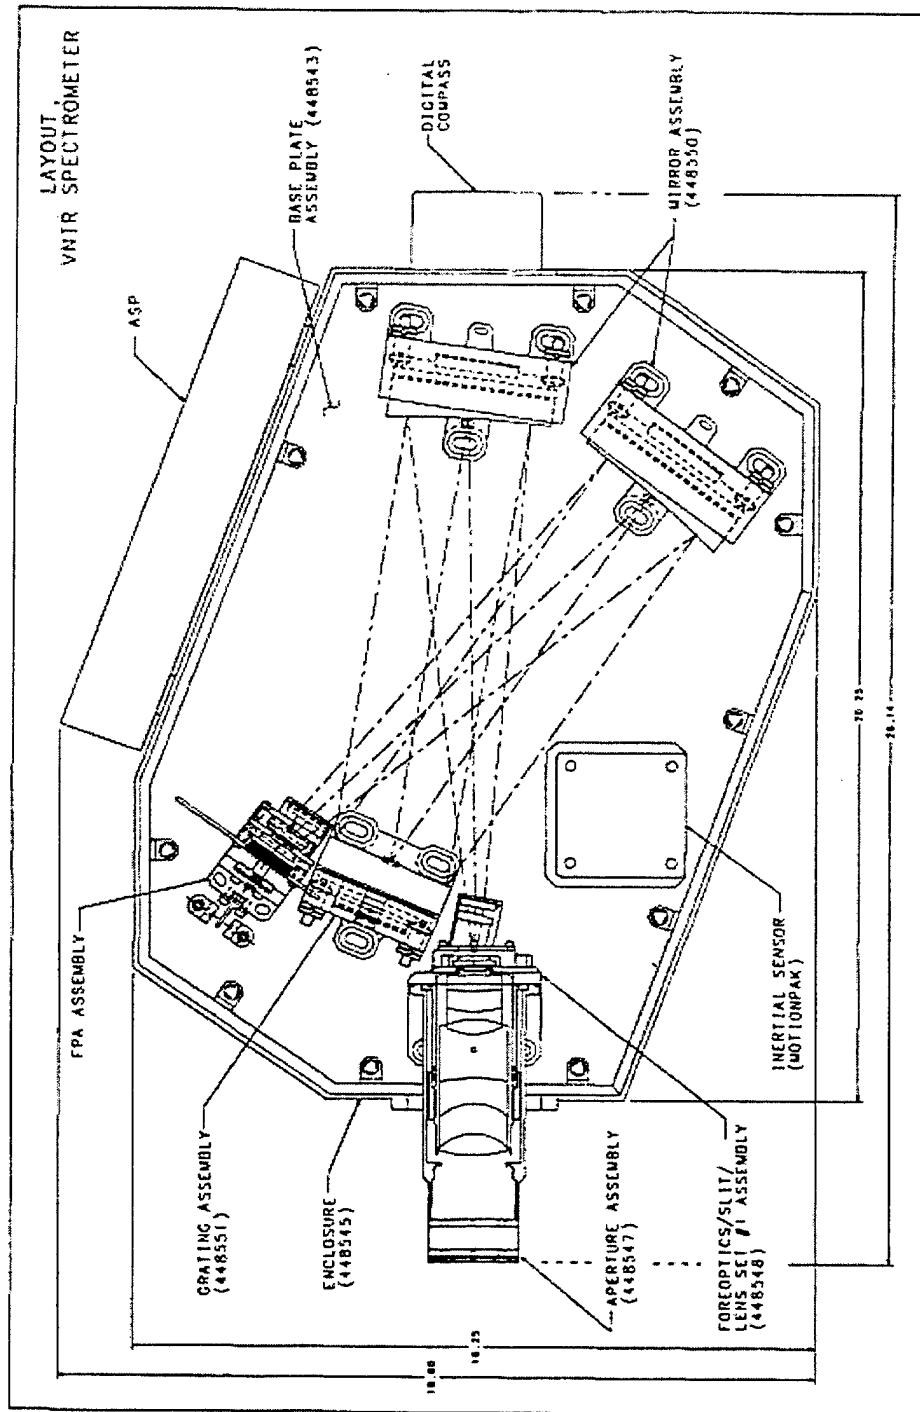 LAYOUT,
VNIR SPECTROMETER
ASP
BASE PLATE
ASSEMBLY (448543)
DIGITAL
COMPASS
MIRROR ASSEMBLY
(448550)
FPA ASSEMBLY
GRATING ASSEMBLY
(448551)
ENCLOSURE
(448545)
APERTURE ASSEMBLY
(448547)
FOREOPTICS/SLIT/
LENS SET #1 ASSEMBLY
(448548)
INERTIAL SENSOR
(MOTIONPAK)